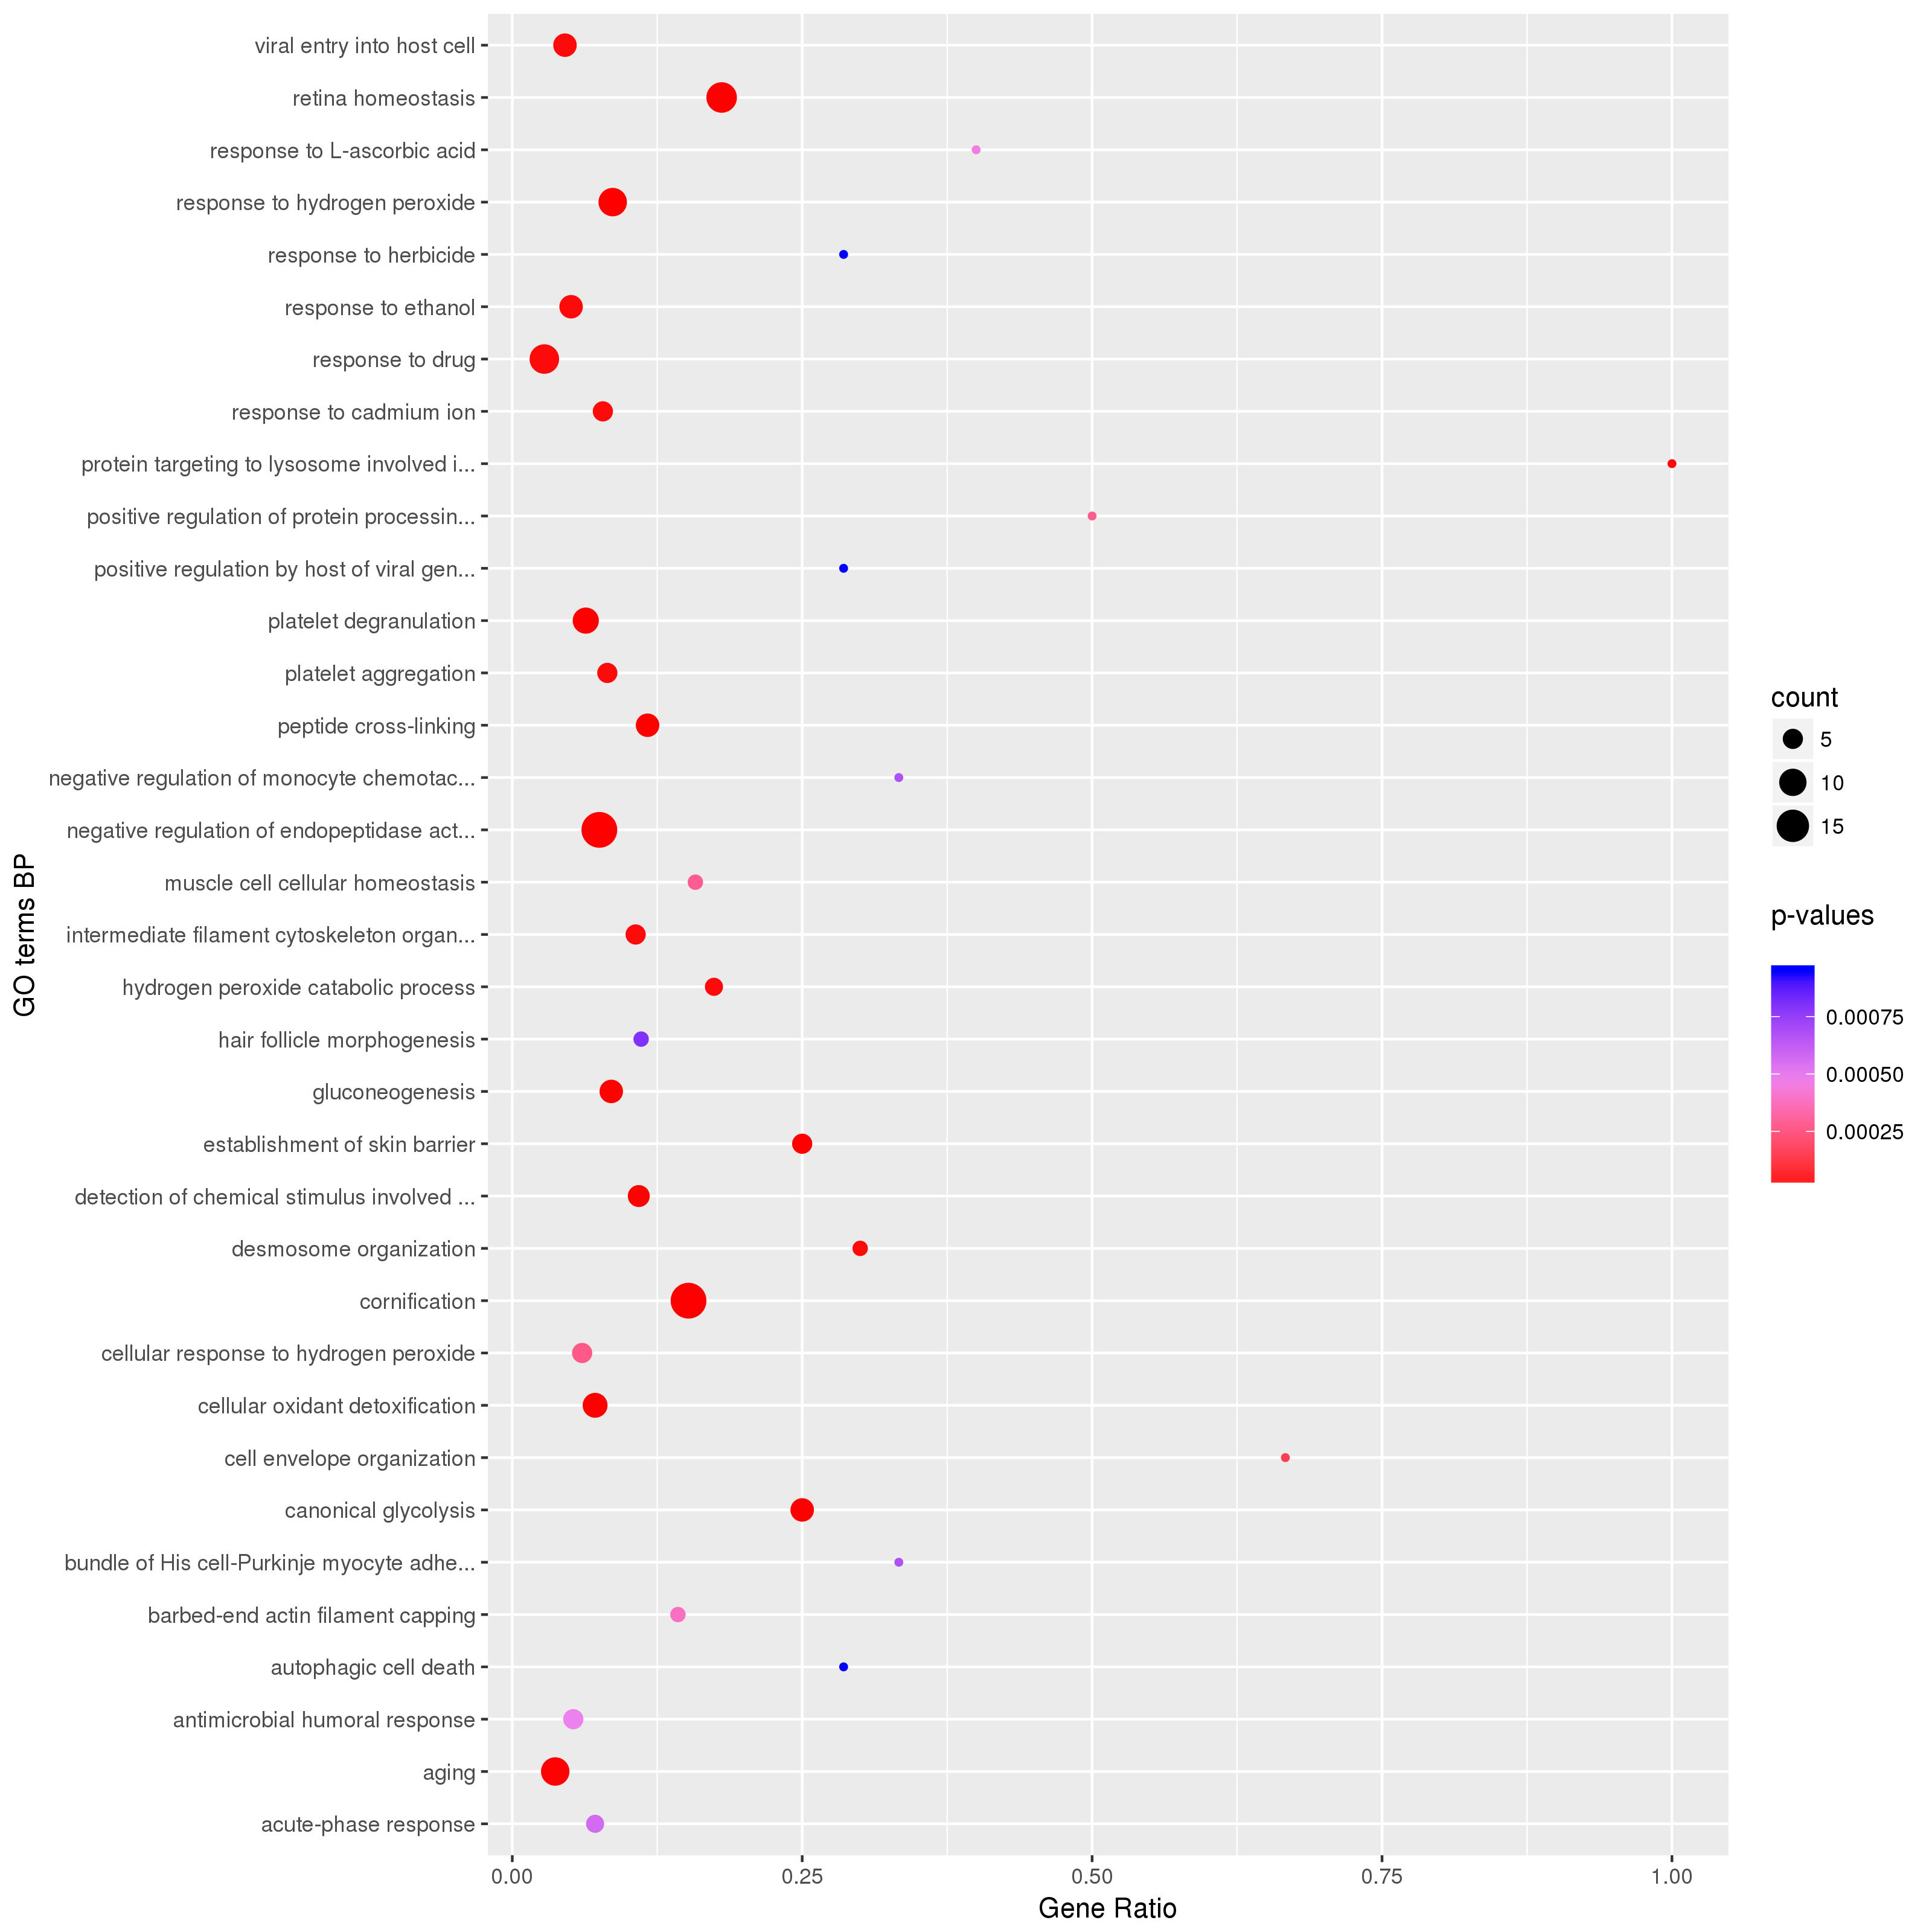 viral entry into host cell
retina homeostasis
response to L-ascorbic acid
response to hydrogen peroxide
response to herbicide
response to ethanol
response to drug
response to cadmium ion
protein targeting to lysosome involved i...
positive regulation of protein processin...
positive regulation by host of viral gen...
platelet degranulation
platelet aggregation
peptide cross-linking
negative regulation of monocyte chemotac...
negative regulation of endopeptidase act...
muscle cell cellular homeostasis
intermediate filament cytoskeleton organ...
hydrogen peroxide catabolic process
hair follicle morphogenesis
gluconeogenesis
establishment of skin barrier
detection of chemical stimulus involved ...
desmosome organization
cornification
cellular response to hydrogen peroxide
cellular oxidant detoxification
cell envelope organization
canonical glycolysis
bundle of His cell-Purkinje myocyte adhe...
barbed-end actin filament capping
autophagic cell death
antimicrobial humoral response
aging
acute-phase response
GO terms BP
0.00 0.25 0.50 0.75 1.00
Gene Ratio
count
5
10
15
p-values
0.00075
0.00050
0.00025